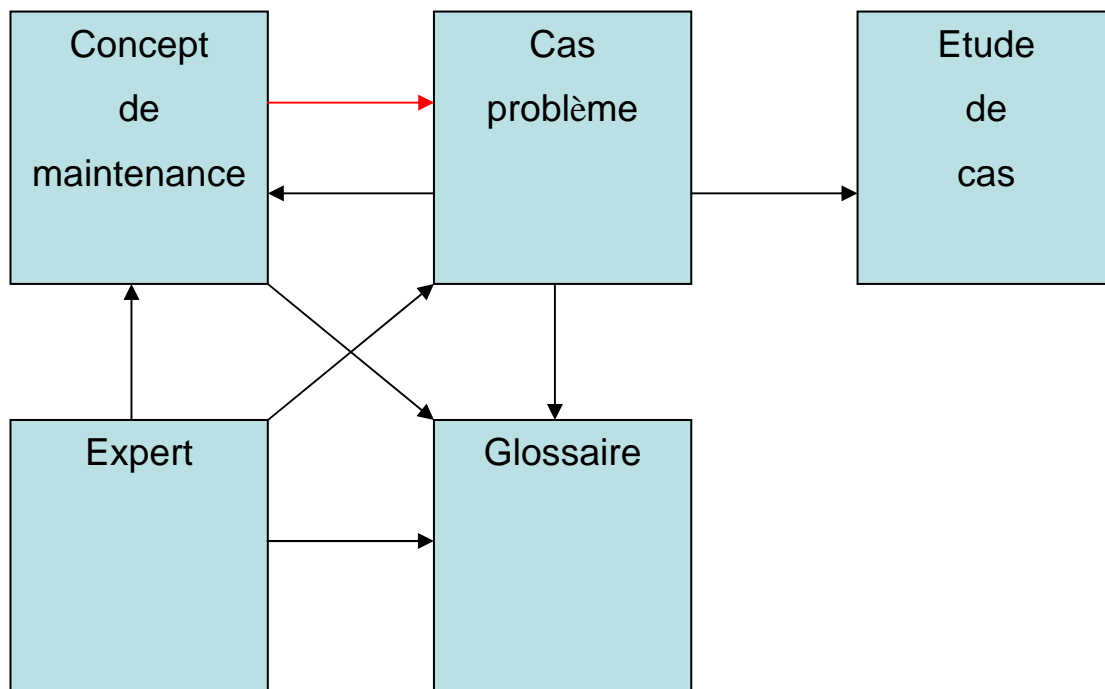 Concept
de
maintenance
Cas
problème
Etude
de
cas
Expert
Glossaire